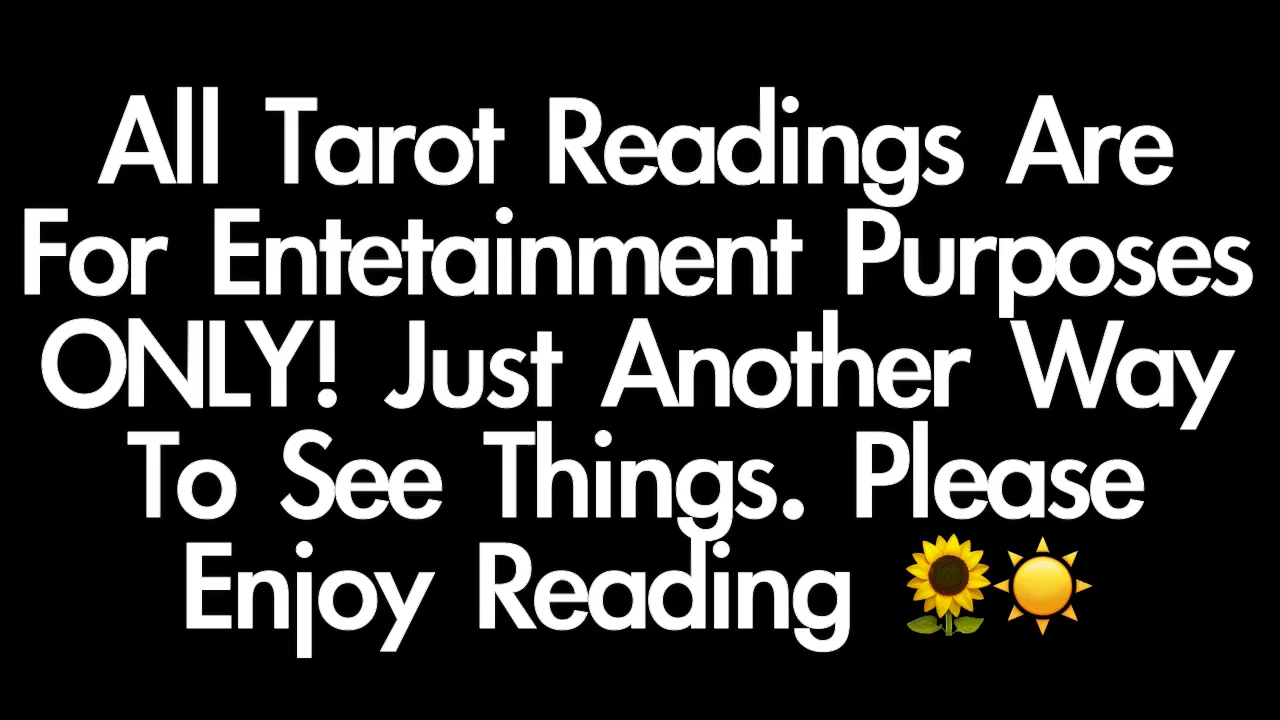 All Tarot Readings Are
For Entetainment Purposes
ONLY! Just Another Way
To See Things. Please
Enjoy Reading 🌻☀️